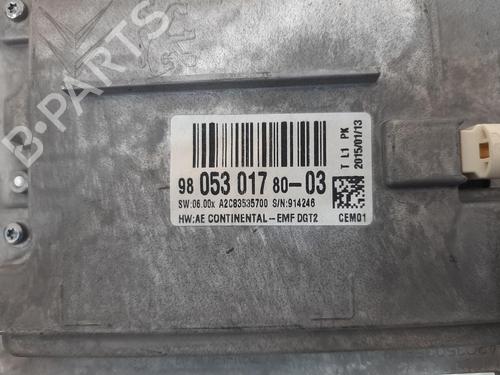 B-PARTS
98 053 017 80-03
SW:06.00x A2C83535700 S/N:914246
HW:AE CONTINENTAL-EMF DGT2 CEM01
T L1 PK
2015/01/13